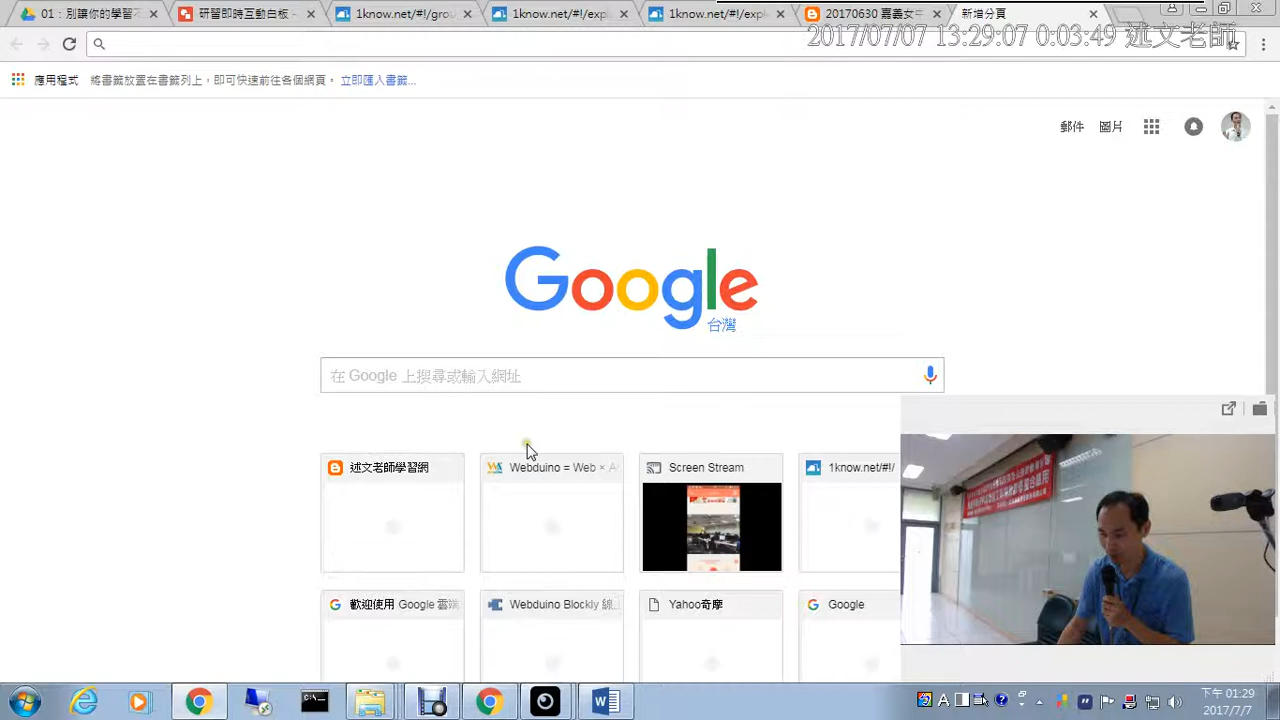 01：別讓你的學習不
研習即時互動白板 -
1know.net/#!/grou
1know.net/#!/expl
1know.net/#!/expl
20170630 嘉義女中
新增分頁
2017/07/07 13:29:07 0:03:49 述文老師
應用程式 將書籤放置在書籤列上，即可快速前往各個網頁。 立即匯入書籤...
郵件 圖片
Google
台灣
在 Google 上搜尋或輸入網址
述文老師學習網
Webduino = Web × A
Screen Stream
1know.net/#!/
歡迎使用 Google 雲端
Webduino Blockly 線上
Yahoo奇摩
Google
下午 01:29
2017/7/7